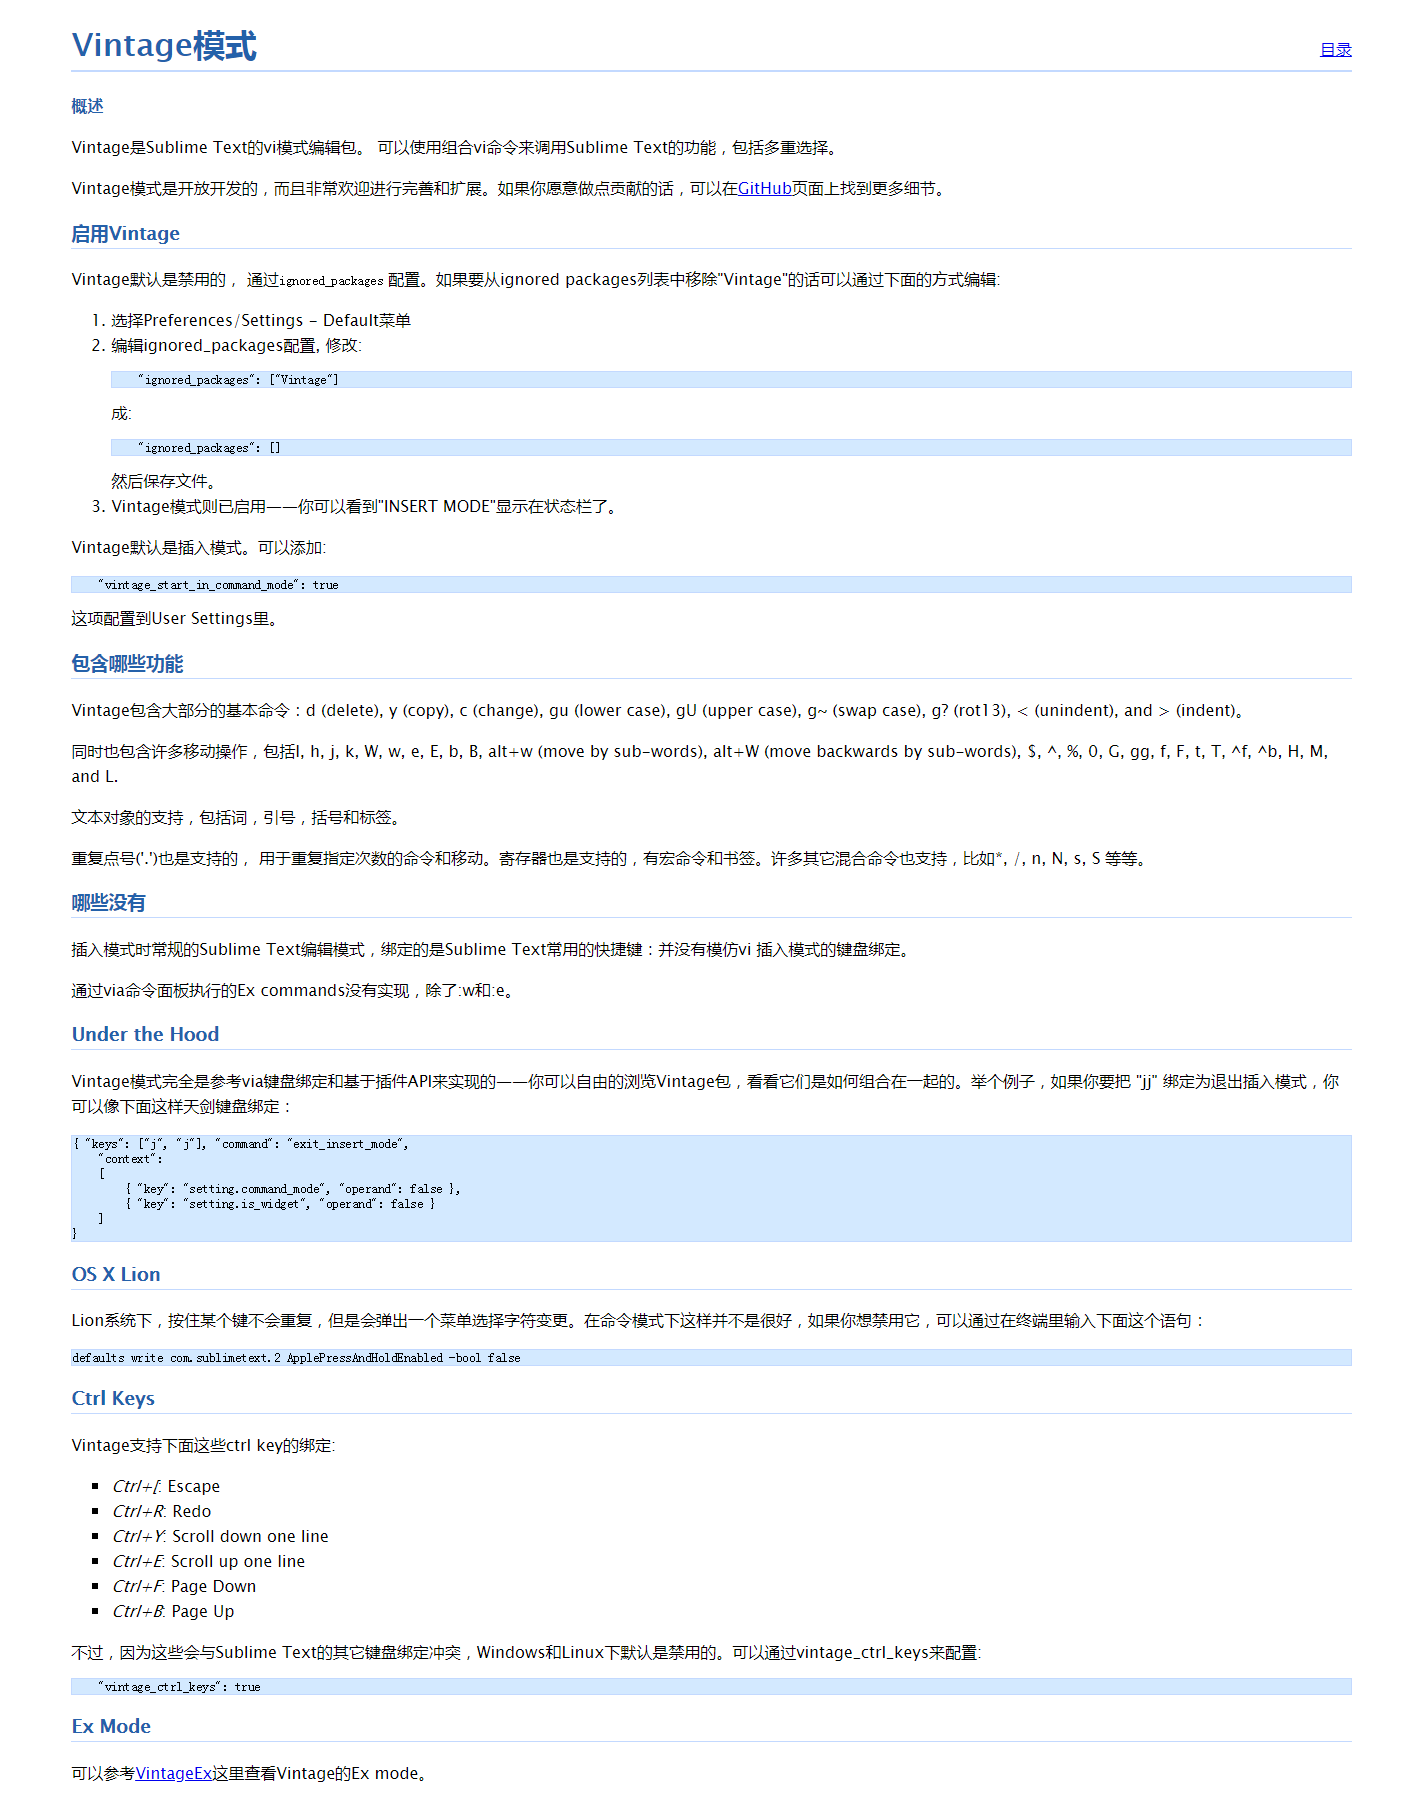 Vintage模式
目录
概述
Vintage是Sublime Text的vi模式编辑包。 可以使用组合vi命令来调用Sublime Text的功能，包括多重选择。
Vintage模式是开放开发的，而且非常欢迎进行完善和扩展。如果你愿意做点贡献的话，可以在GitHub页面上找到更多细节。
启用Vintage
Vintage默认是禁用的， 通过ignored_packages 配置。如果要从ignored packages列表中移除"Vintage"的话可以通过下面的方式编辑:
1. 选择Preferences/Settings - Default菜单
2. 编辑ignored_packages配置, 修改:
"ignored_packages": ["Vintage"]
成:
"ignored_packages": []
然后保存文件。
3. Vintage模式则已启用——你可以看到"INSERT MODE"显示在状态栏了。
Vintage默认是插入模式。可以添加:
"vintage_start_in_command_mode": true
这项配置到User Settings里。
包含哪些功能
Vintage包含大部分的基本命令：d (delete), y (copy), c (change), gu (lower case), gU (upper case), g~ (swap case), g? (rot13), < (unindent), and > (indent)。
同时也包含许多移动操作，包括l, h, j, k, W, w, e, E, b, B, alt+w (move by sub-words), alt+W (move backwards by sub-words), $, ^, %, 0, G, gg, f, F, t, T, ^f, ^b, H, M,
and L.
文本对象的支持，包括词，引号，括号和标签。
重复点号('.')也是支持的， 用于重复指定次数的命令和移动。寄存器也是支持的，有宏命令和书签。许多其它混合命令也支持，比如*, /, n, N, s, S 等等。
哪些没有
插入模式时常规的Sublime Text编辑模式，绑定的是Sublime Text常用的快捷键：并没有模仿vi 插入模式的键盘绑定。
通过via命令面板执行的Ex commands没有实现，除了:w和:e。
Under the Hood
Vintage模式完全是参考via键盘绑定和基于插件API来实现的——你可以自由的浏览Vintage包，看看它们是如何组合在一起的。举个例子，如果你要把 "jj" 绑定为退出插入模式，你
可以像下面这样天剑键盘绑定：
{ "keys": ["j", "j"], "command": "exit_insert_mode",
"context":
[
{ "key": "setting.command_mode", "operand": false },
{ "key": "setting.is_widget", "operand": false }
]
}
OS X Lion
Lion系统下，按住某个键不会重复，但是会弹出一个菜单选择字符变更。在命令模式下这样并不是很好，如果你想禁用它，可以通过在终端里输入下面这个语句：
defaults write com.sublimetext.2 ApplePressAndHoldEnabled -bool false
Ctrl Keys
Vintage支持下面这些ctrl key的绑定:
▪ Ctrl+[: Escape
▪ Ctrl+R: Redo
▪ Ctrl+Y: Scroll down one line
▪ Ctrl+E: Scroll up one line
▪ Ctrl+F: Page Down
▪ Ctrl+B: Page Up
不过，因为这些会与Sublime Text的其它键盘绑定冲突，Windows和Linux下默认是禁用的。可以通过vintage_ctrl_keys来配置:
"vintage_ctrl_keys": true
Ex Mode
可以参考VintageEx这里查看Vintage的Ex mode。